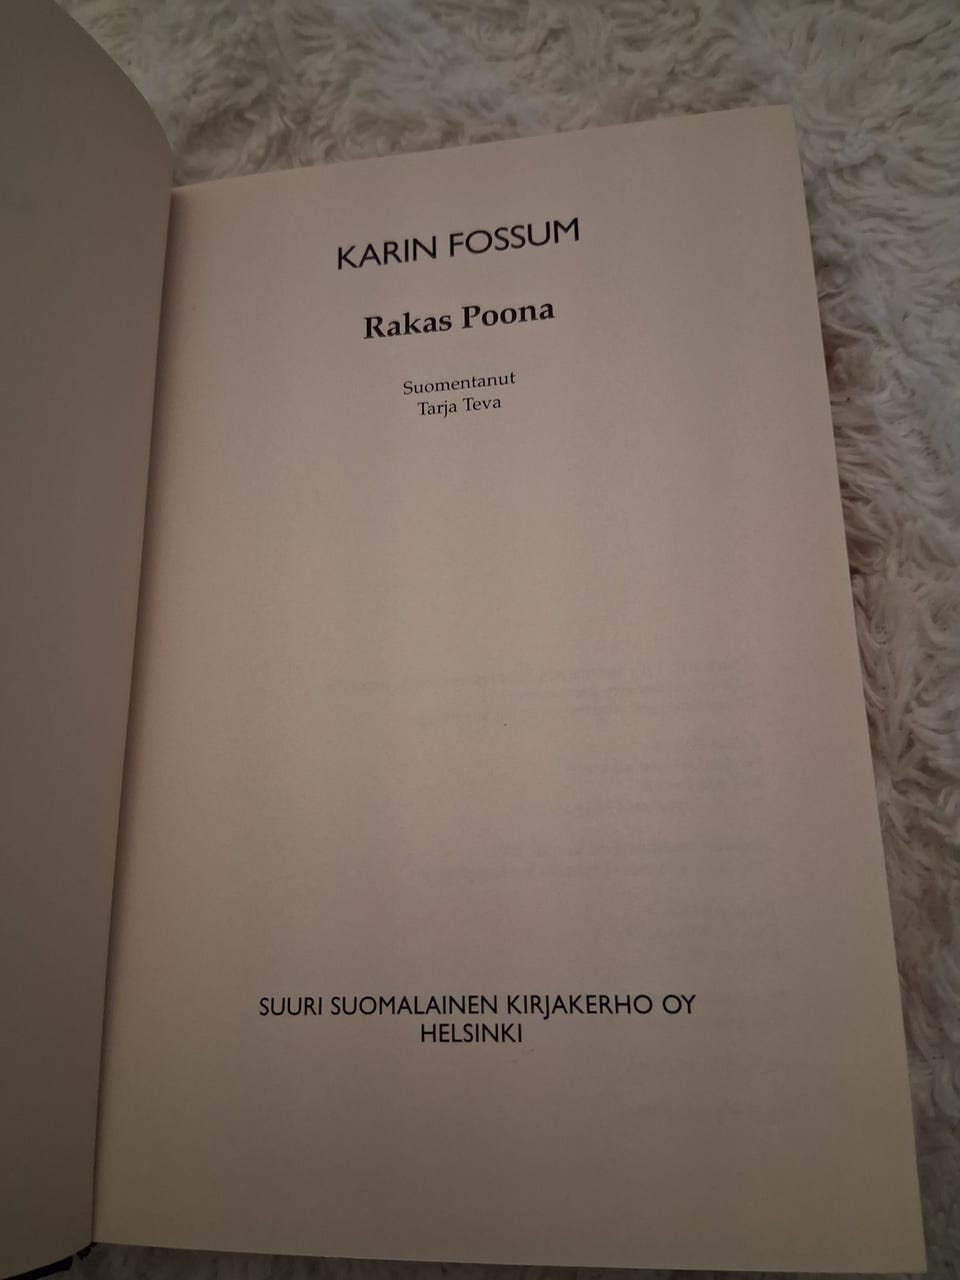 KARIN FOSSUM
Rakas Poona
Suomentanut
Tarja Teva
SUURI SUOMALAINEN KIRJAKERHO OY
HELSINKI